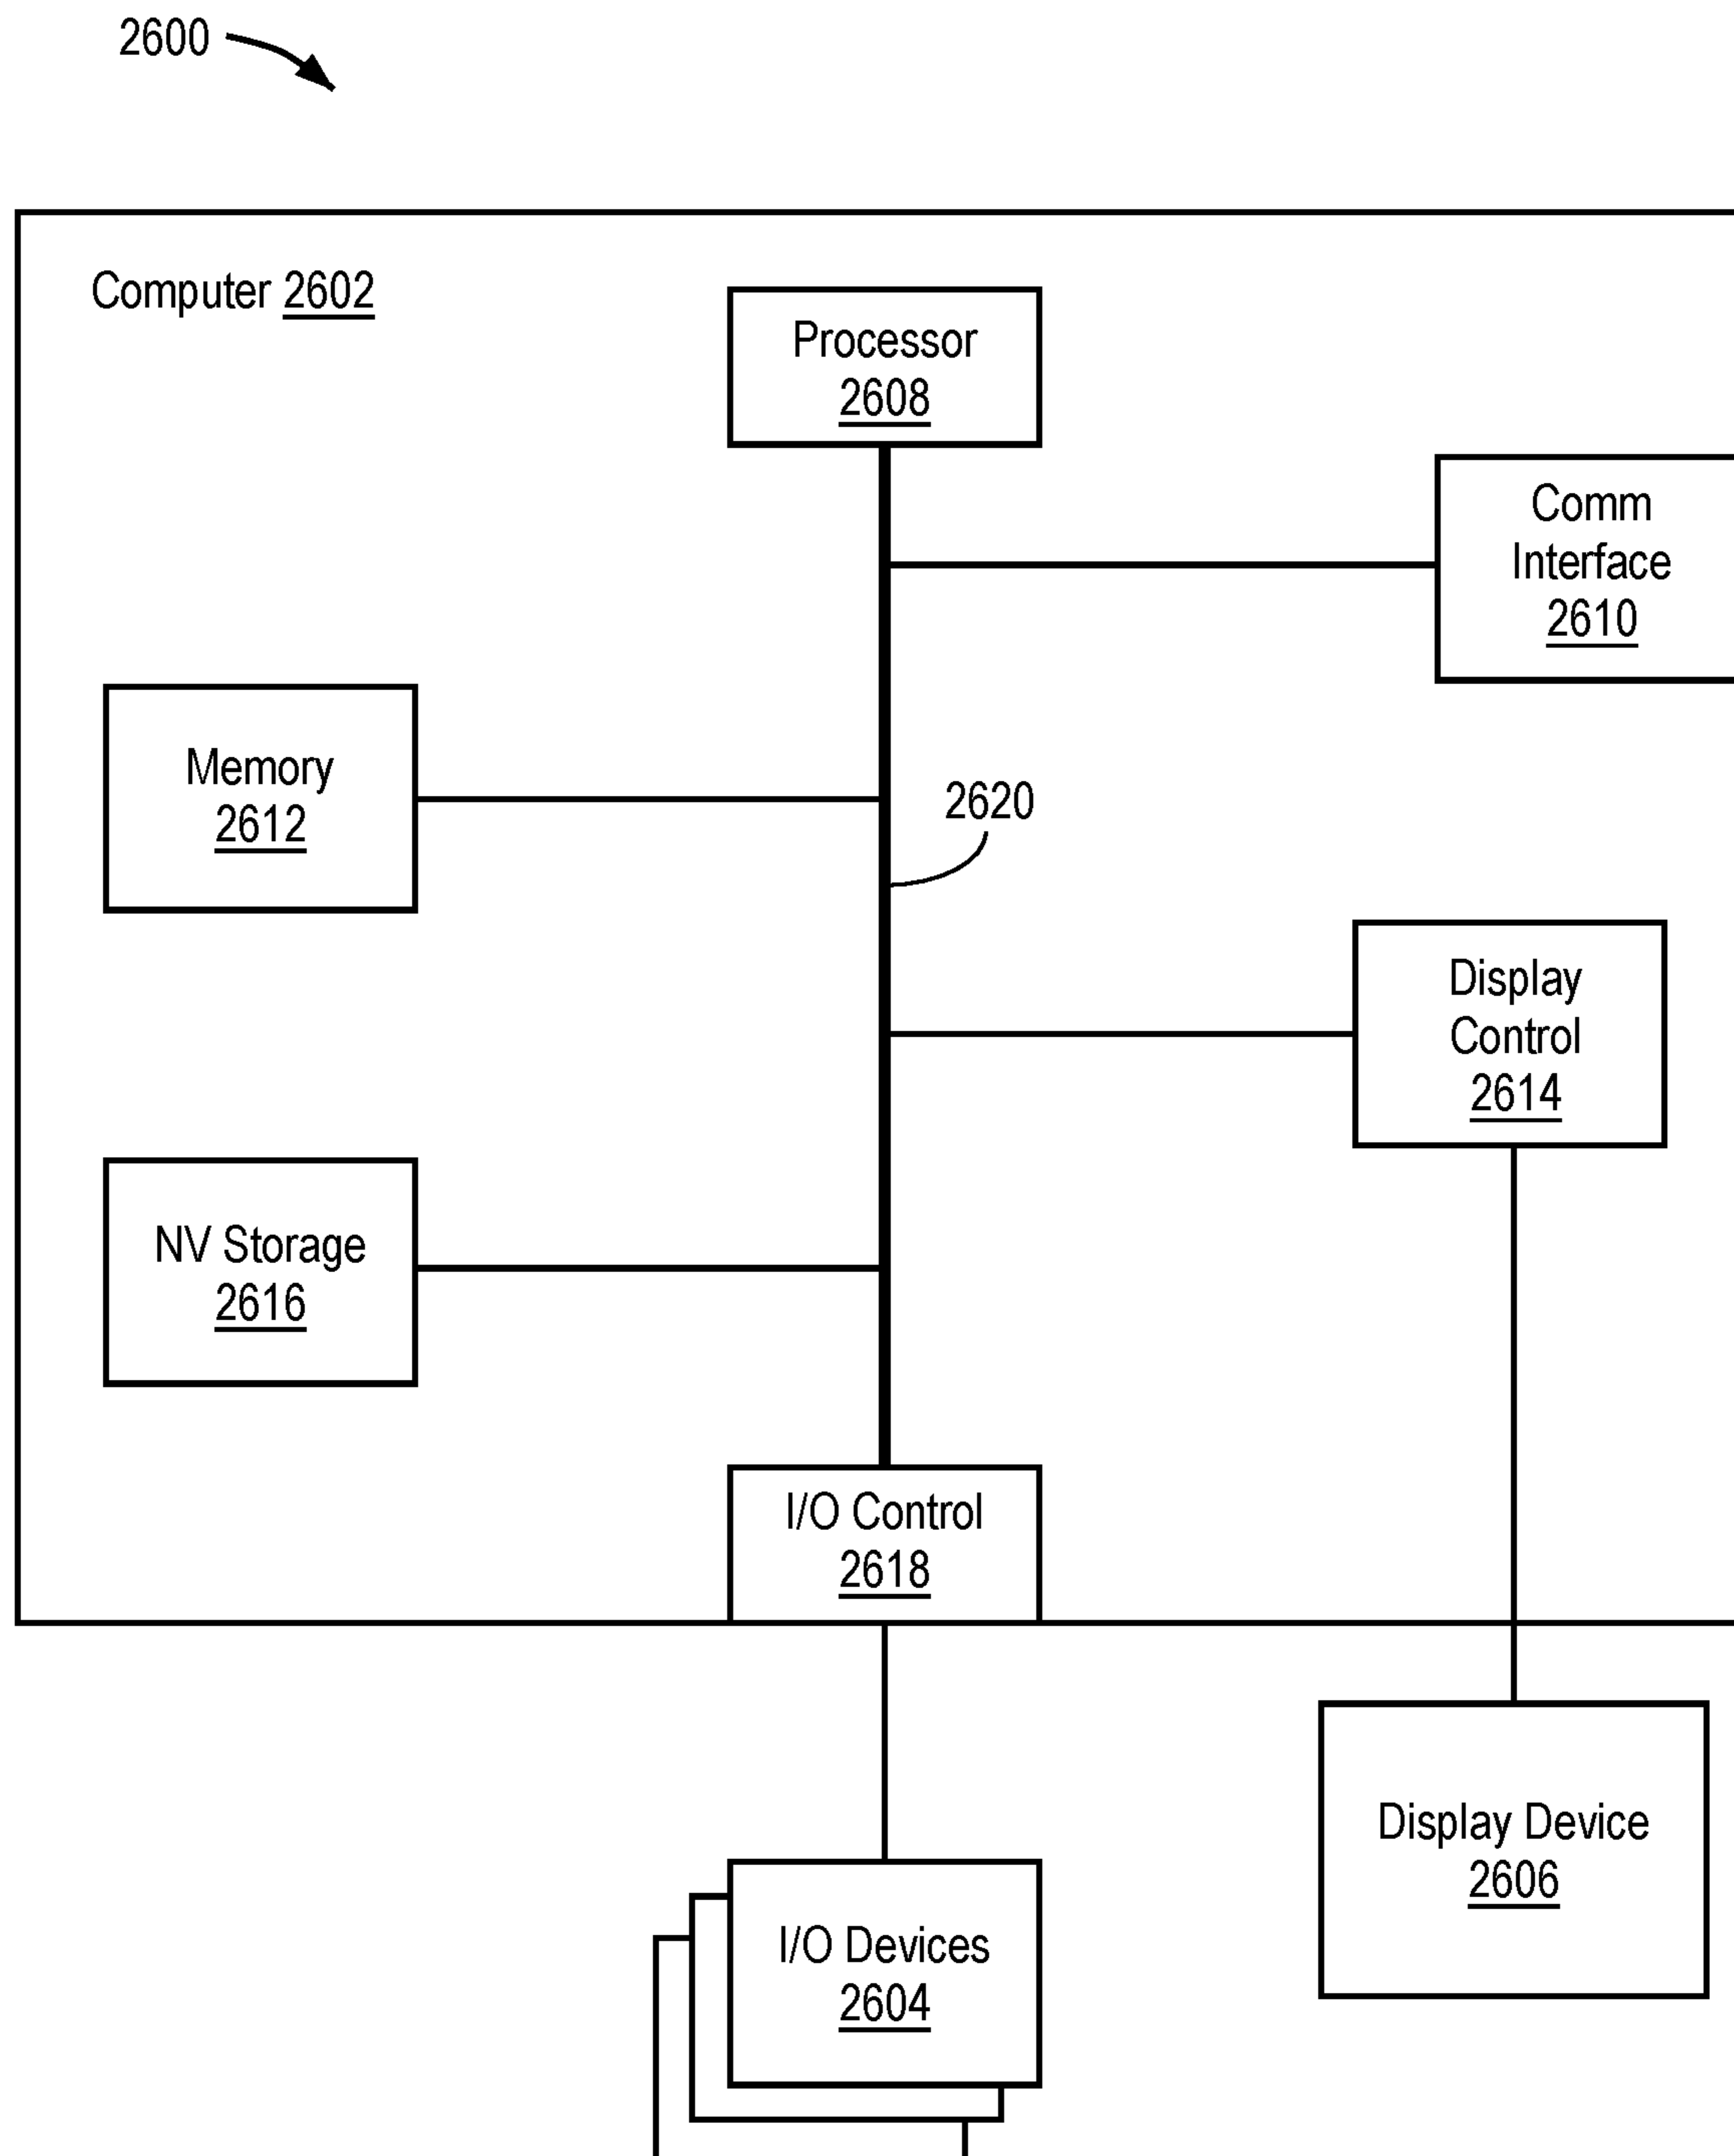 2600
Computer 2602
Processor
2608
Comm
Interface
2610
Memory
2612
2620
Display
Control
2614
NV Storage
2616
I/O Control
2618
Display Device
2606
I/O Devices
2604